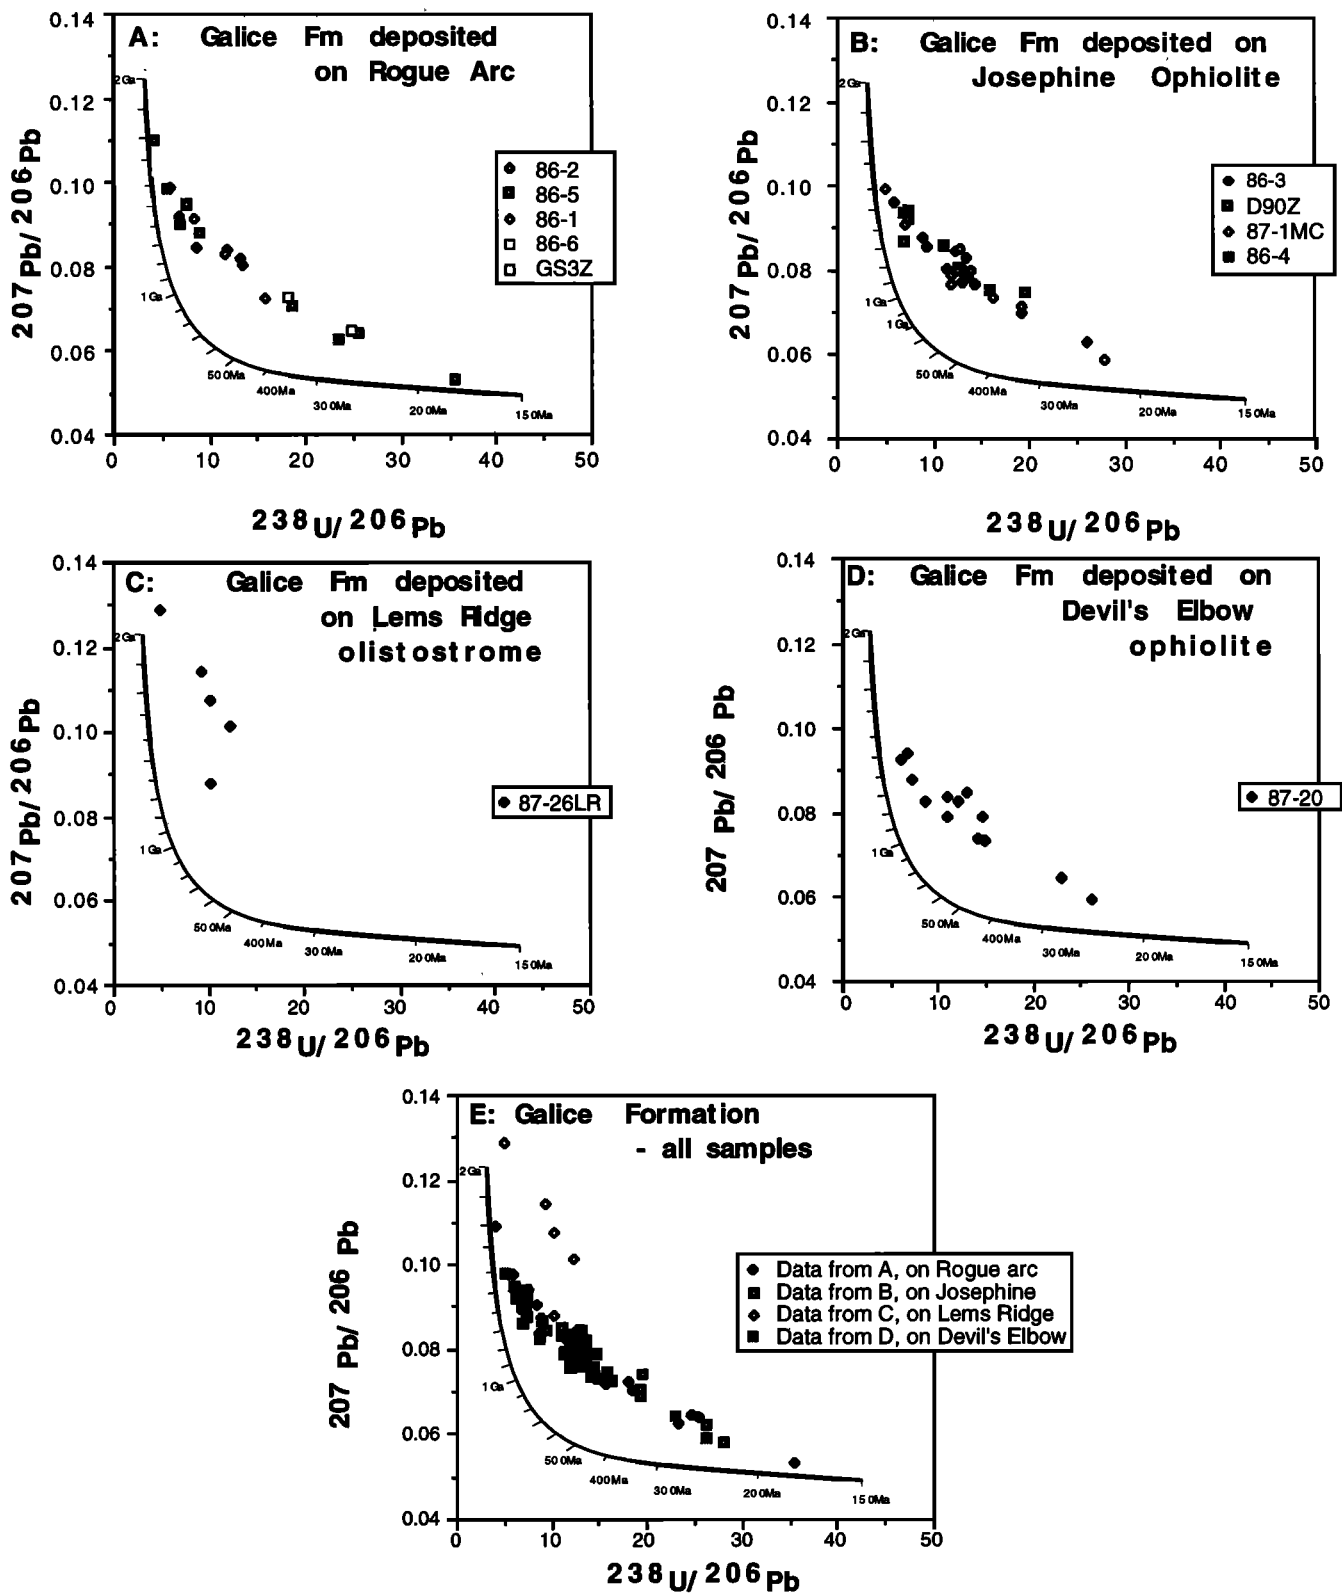 A: Galice Fm deposited
on Rogue Arc
0.14
0.12
0.10
0.08
0.06
0.04
207Pb/206Pb
2Ga
1Ga
500Ma
400Ma
300Ma
200Ma
150Ma
86-2
86-5
86-1
86-6
GS3Z
0 10 20 30 40 50
238U/206Pb
B: Galice Fm deposited on
Josephine Ophiolite
0.14
0.12
0.10
0.08
0.06
0.04
207Pb/206Pb
2Ga
1Ga
1Ga
500Ma
400Ma
300Ma
200Ma
150Ma
86-3
D90Z
87-1MC
86-4
0 10 20 30 40 50
238U/206Pb
C: Galice Fm deposited
on Lems Ridge
olistostrome
0.14
0.12
0.10
0.08
0.06
0.04
207Pb/206Pb
2Ga
1Ga
500Ma
400Ma
300Ma
200Ma
150Ma
87-26LR
0 10 20 30 40 50
238U/206Pb
D: Galice Fm deposited on
Devil's Elbow
ophiolite
0.14
0.12
0.10
0.08
0.06
0.04
207 Pb/206 Pb
2Ga
1Ga
500Ma
400Ma
300Ma
200Ma
150Ma
87-20
0 10 20 30 40 50
238U/206Pb
E: Galice Formation
- all samples
0.14
0.12
0.10
0.08
0.06
0.04
207 Pb/206 Pb
2Ga
1Ga
500Ma
400Ma
300Ma
200Ma
150Ma
Data from A, on Rogue arc
Data from B, on Josephine
Data from C, on Lems Ridge
Data from D, on Devil's Elbow
0 10 20 30 40 50
238U/206Pb